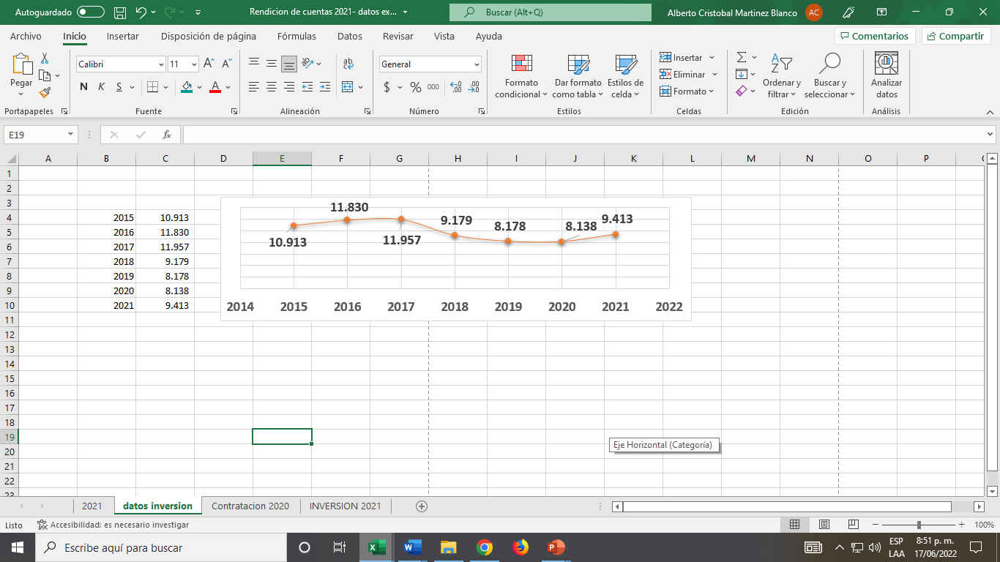 Autoguardado
Rendicion de cuentas 2021- datos ex...
Buscar (Alt+Q)
Alberto Cristobal Martinez Blanco
AC
Archivo Inicio Insertar Disposición de página Fórmulas Datos Revisar Vista Ayuda
Comentarios Compartir
Pegar
Calibri 11
General
Formato condicional
Dar formato como tabla
Estilos de celda
Insertar
Eliminar
Formato
Ordenar y filtrar
Buscar y seleccionar
Analizar datos
N K S A
$ % 000
Portapapeles Fuente Alineación Número Estilos Celdas Edición Análisis
E19
fx
A B C D E F G H I J K L M N O P
1
2
3
4 2015 10.913
5 2016 11.830
6 2017 11.957
7 2018 9.179
8 2019 8.178
9 2020 8.138
10 2021 9.413
11
12
13
14
15
16
17
18
19
20
21
22
23
10.913 11.830 11.957 9.179 8.178 8.138 9.413
2014 2015 2016 2017 2018 2019 2020 2021 2022
Eje Horizontal (Categoría)
2021 datos inversion Contratacion 2020 INVERSION 2021
Listo
Accesibilidad: es necesario investigar
100%
Escribe aquí para buscar
ESP
LAA
8:51 p. m.
17/06/2022